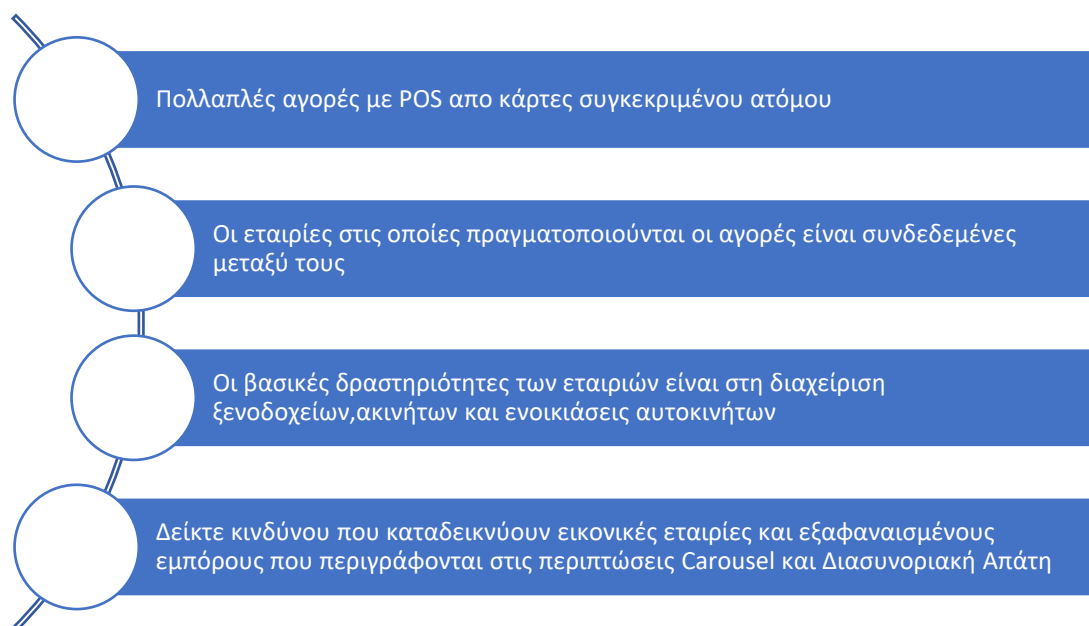 Πολλαπλές αγορές με POS απο κάρτες συγκεκριμένου ατόμου
Οι εταιρίες στις οποίες πραγματοποιούνται οι αγορές είναι συνδεδεμένες
μεταξύ τους
Οι βασικές δραστηριότητες των εταιριών είναι στη διαχείριση
ξενοδοχείων,ακινήτων και ενοικιάσεις αυτοκινήτων
Δείκτε κινδύνου που καταδεικνύουν εικονικές εταιρίες και εξαφαναισμένους
εμπόρους που περιγράφονται στις περιπτώσεις Carousel και Διασυνοριακή Απάτη